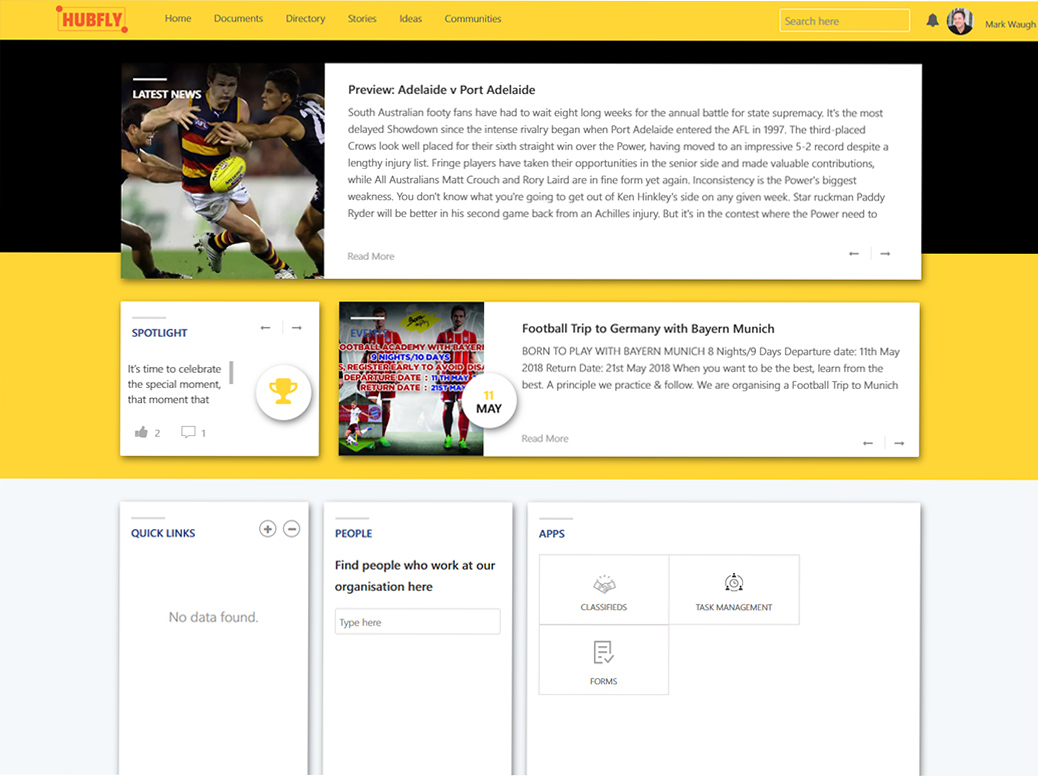 HUBFLY
Home Documents Directory Stories Ideas Communities
Search here
Mark Waugh
LATEST NEWS
Preview: Adelaide v Port Adelaide
South Australian footy fans have had to wait eight long weeks for the annual battle for state supremacy. It's the most
delayed Showdown since the intense rivalry began when Port Adelaide entered the AFL in 1997. The third-placed
Crows look well placed for their sixth straight win over the Power, having moved to an impressive 5-2 record despite a
lengthy injury list. Fringe players have taken their opportunities in the senior side and made valuable contributions,
while All Australians Matt Crouch and Rory Laird are in fine form yet again. Inconsistency is the Power's biggest
weakness. You don't know what you're going to get out of Ken Hinkley's side on any given week. Star ruckman Paddy
Ryder will be better in his second game back from an Achilles injury. But it's in the contest where the Power need to
Read More
SPOTLIGHT
It's time to celebrate
the special moment,
that moment that
2 1
EVENTS
OOTBALL ACADEMY WITH BAYERN
9 NIGHTS/10 DAYS
S, REGISTER EARLY TO AVOID DISA
DEPARTURE DATE : 11TH MAY
RETURN DATE : 21ST MAY
11
MAY
Football Trip to Germany with Bayern Munich
BORN TO PLAY WITH BAYERN MUNICH 8 Nights/9 Days Departure date: 11th May
2018 Return Date: 21st May 2018 When you want to be the best, learn from the
best. A principle we practice & follow. We are organising a Football Trip to Munich
Read More
QUICK LINKS
No data found.
PEOPLE
Find people who work at our
organisation here
Type here
APPS
CLASSIFIEDS
TASK MANAGEMENT
FORMS